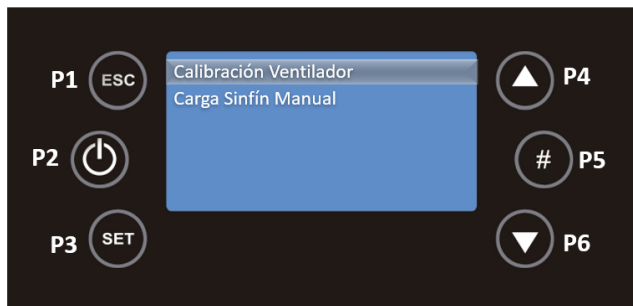 P1 ESC
Calibración Ventilador
Carga Sinfín Manual
P4
P2
# P5
P3 SET
P6